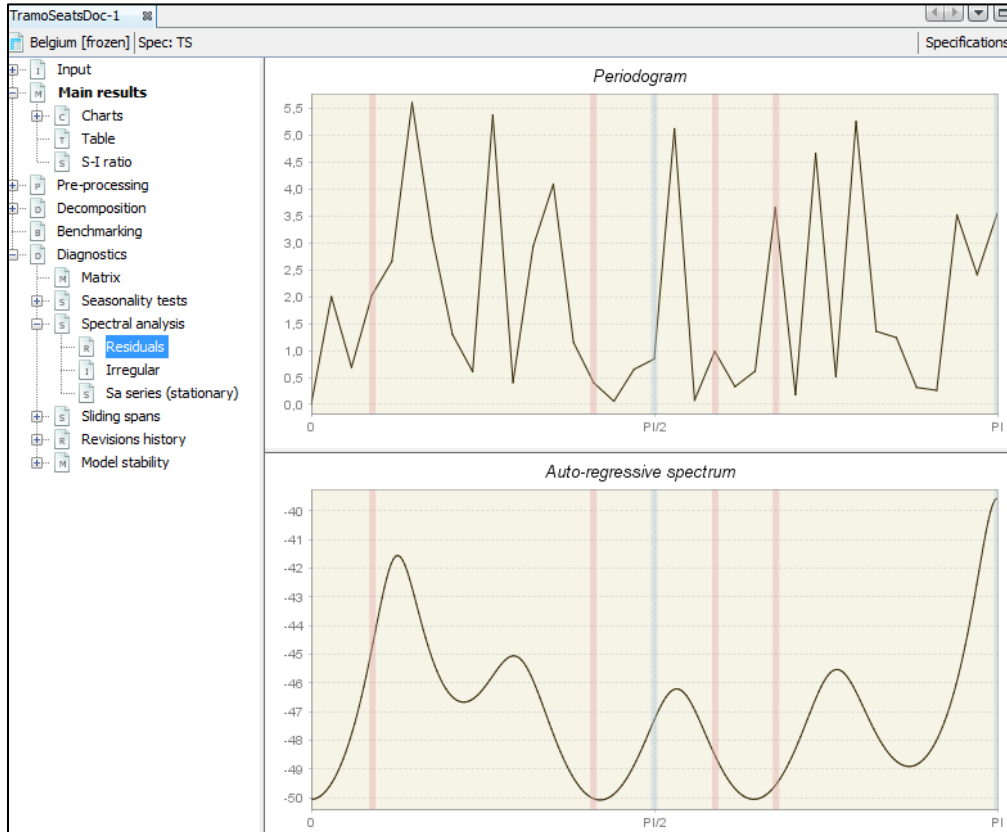 TramoSeatsDoc-1
Belgium [frozen] Spec: TS Specifications
I Input
M Main results
C Charts
T Table
S S-I ratio
P Pre-processing
D Decomposition
B Benchmarking
D Diagnostics
M Matrix
S Seasonality tests
S Spectral analysis
R Residuals
I Irregular
S Sa series (stationary)
S Sliding spans
R Revisions history
M Model stability
Periodogram
5,5
5,0
4,5
4,0
3,5
3,0
2,5
2,0
1,5
1,0
0,5
0,0
0 PI/2 PI
Auto-regressive spectrum
-40
-41
-42
-43
-44
-45
-46
-47
-48
-49
-50
0 PI/2 PI